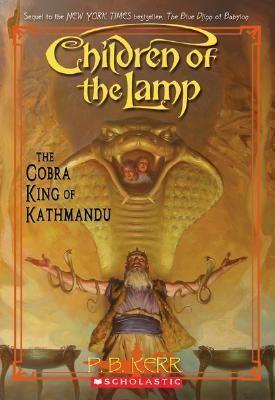 Sequel to the NEW YORK TIMES bestseller, The Blue Djinn of Babylon
Children of
the Lamp
THE
COBRA
KING OF
KATHMANDU
P. B. KERR
SCHOLASTIC